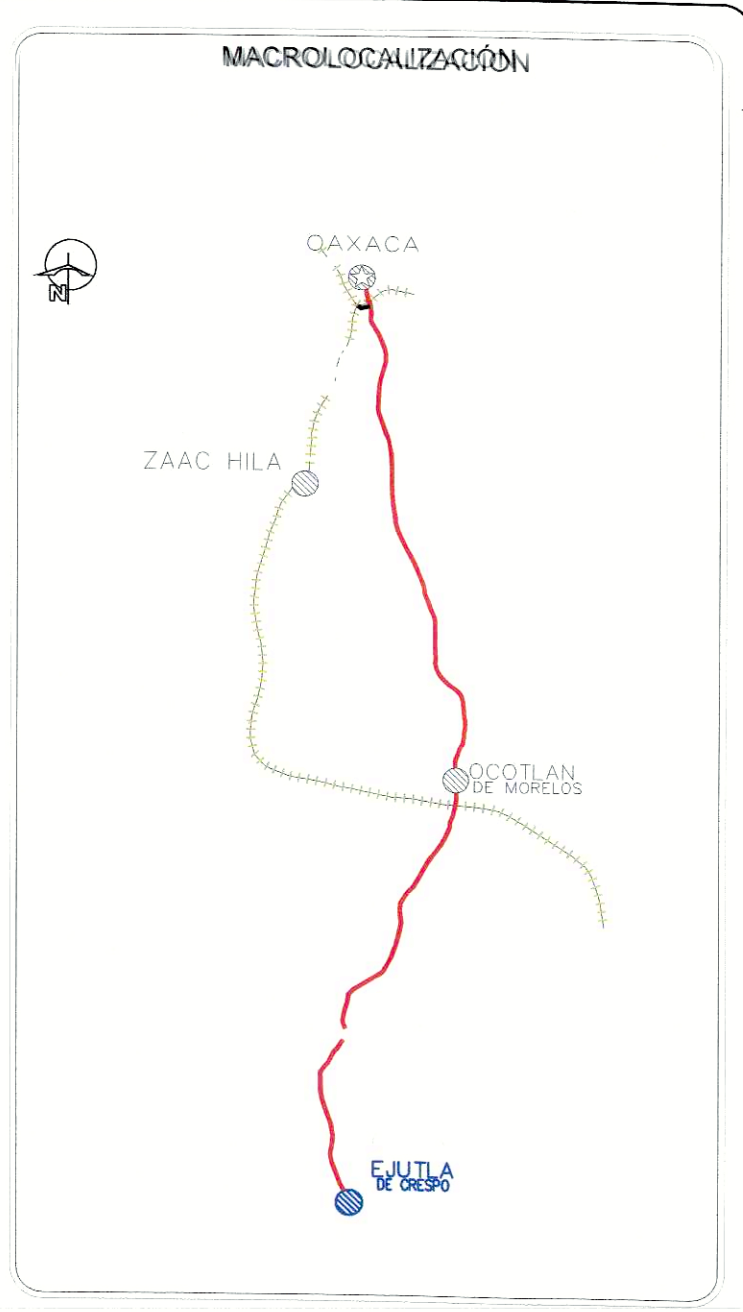 MACROLOCALIZACIÓN
N
OAXACA
ZAAC HILA
OCOTLAN
DE MORELOS
EJUTLA
DE CRESPO